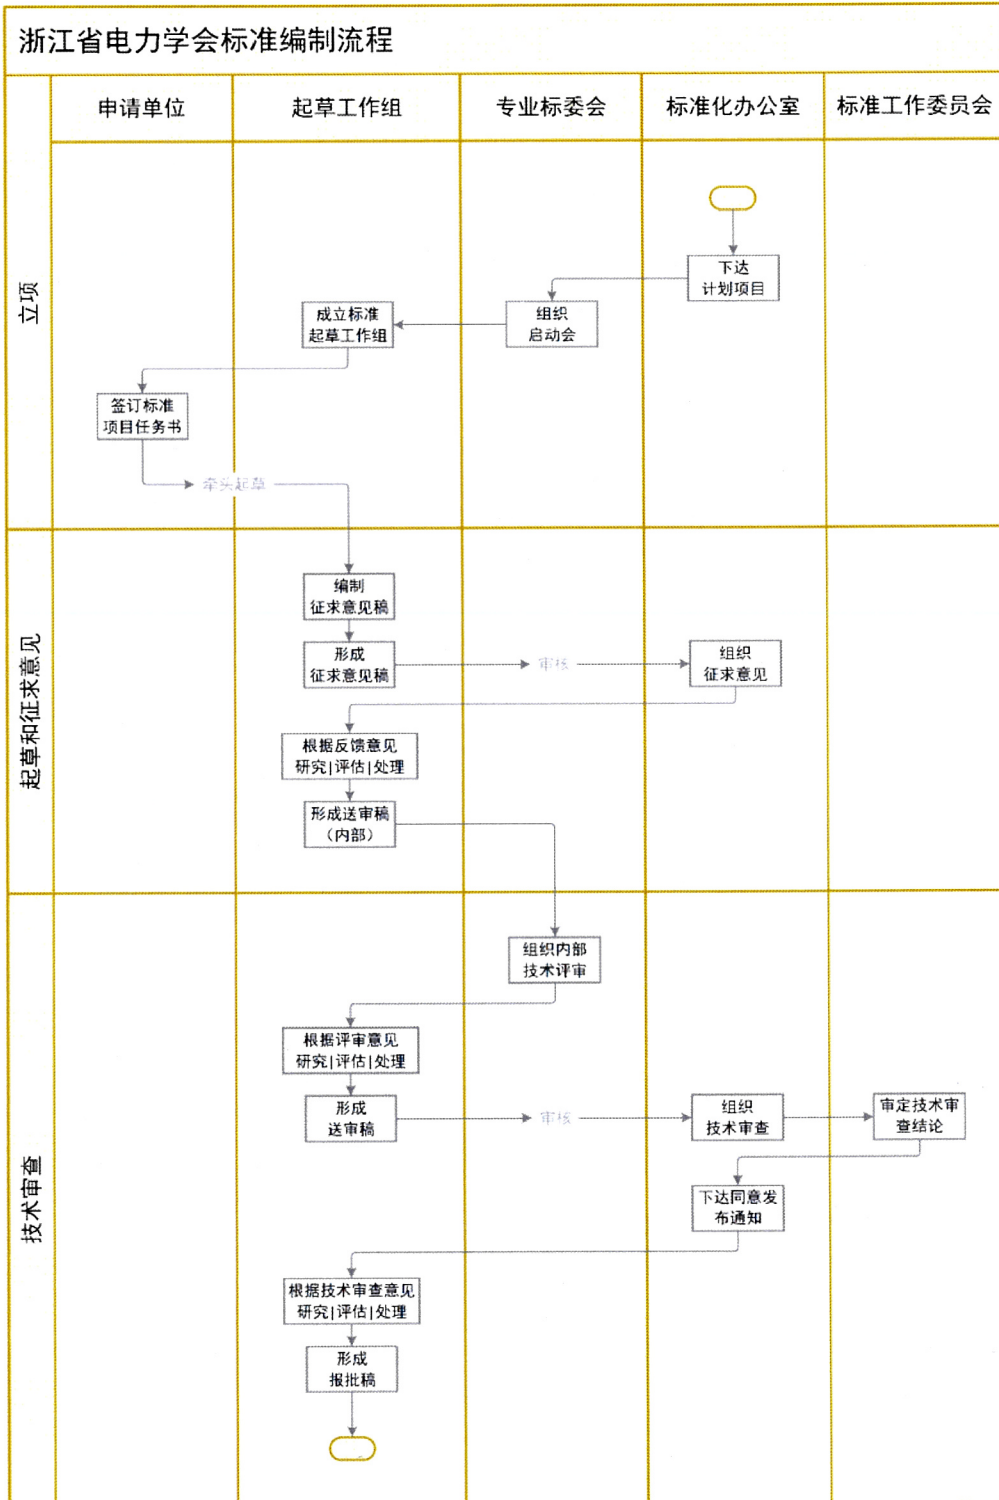 浙江省电力学会标准编制流程
申请单位
起草工作组
专业标委会
标准化办公室
标准工作委员会
立项
下达
计划项目
组织
启动会
成立标准
起草工作组
签订标准
项目任务书
牵头起草
起草和征求意见
编制
征求意见稿
形成
征求意见稿
审核
组织
征求意见
根据反馈意见
研究|评估|处理
形成送审稿
（内部）
技术审查
组织内部
技术评审
根据评审意见
研究|评估|处理
形成
送审稿
审核
组织
技术审查
审定技术审
查结论
下达同意发
布通知
根据技术审查意见
研究|评估|处理
形成
报批稿